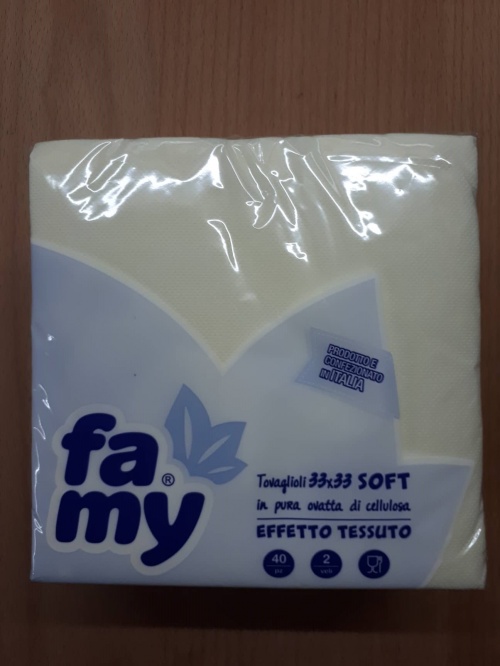 PRODOTTO E
CONFEZIONATO
in ITALIA
fa
my®
Tovaglioli 33x33 SOFT
in pura ovatta di cellulosa
EFFETTO TESSUTO
40 2